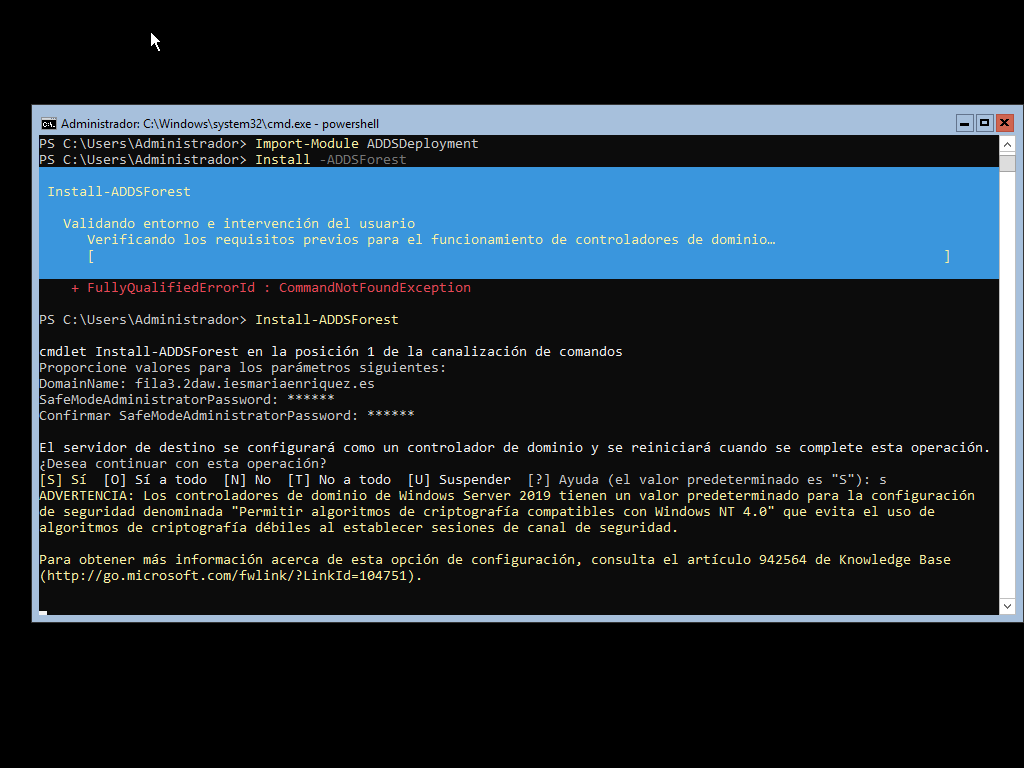 Administrador: C:\Windows\system32\cmd.exe - powershell
PS C:\Users\Administrador> Import-Module ADDSDeployment
PS C:\Users\Administrador> Install -ADDSForest
Install-ADDSForest
Validando entorno e intervención del usuario
Verificando los requisitos previos para el funcionamiento de controladores de dominio…
[ ]
+ FullyQualifiedErrorId : CommandNotFoundException
PS C:\Users\Administrador> Install-ADDSForest
cmdlet Install-ADDSForest en la posición 1 de la canalización de comandos
Proporcione valores para los parámetros siguientes:
DomainName: fila3.2daw.iesmariaenriquez.es
SafeModeAdministratorPassword: ******
Confirmar SafeModeAdministratorPassword: ******
El servidor de destino se configurará como un controlador de dominio y se reiniciará cuando se complete esta operación.
¿Desea continuar con esta operación?
[S] Sí  [O] Sí a todo  [N] No  [T] No a todo  [U] Suspender  [?] Ayuda (el valor predeterminado es "S"): s
ADVERTENCIA: Los controladores de dominio de Windows Server 2019 tienen un valor predeterminado para la configuración
de seguridad denominada "Permitir algoritmos de criptografía compatibles con Windows NT 4.0" que evita el uso de
algoritmos de criptografía débiles al establecer sesiones de canal de seguridad.
Para obtener más información acerca de esta opción de configuración, consulta el artículo 942564 de Knowledge Base
(http://go.microsoft.com/fwlink/?LinkId=104751).